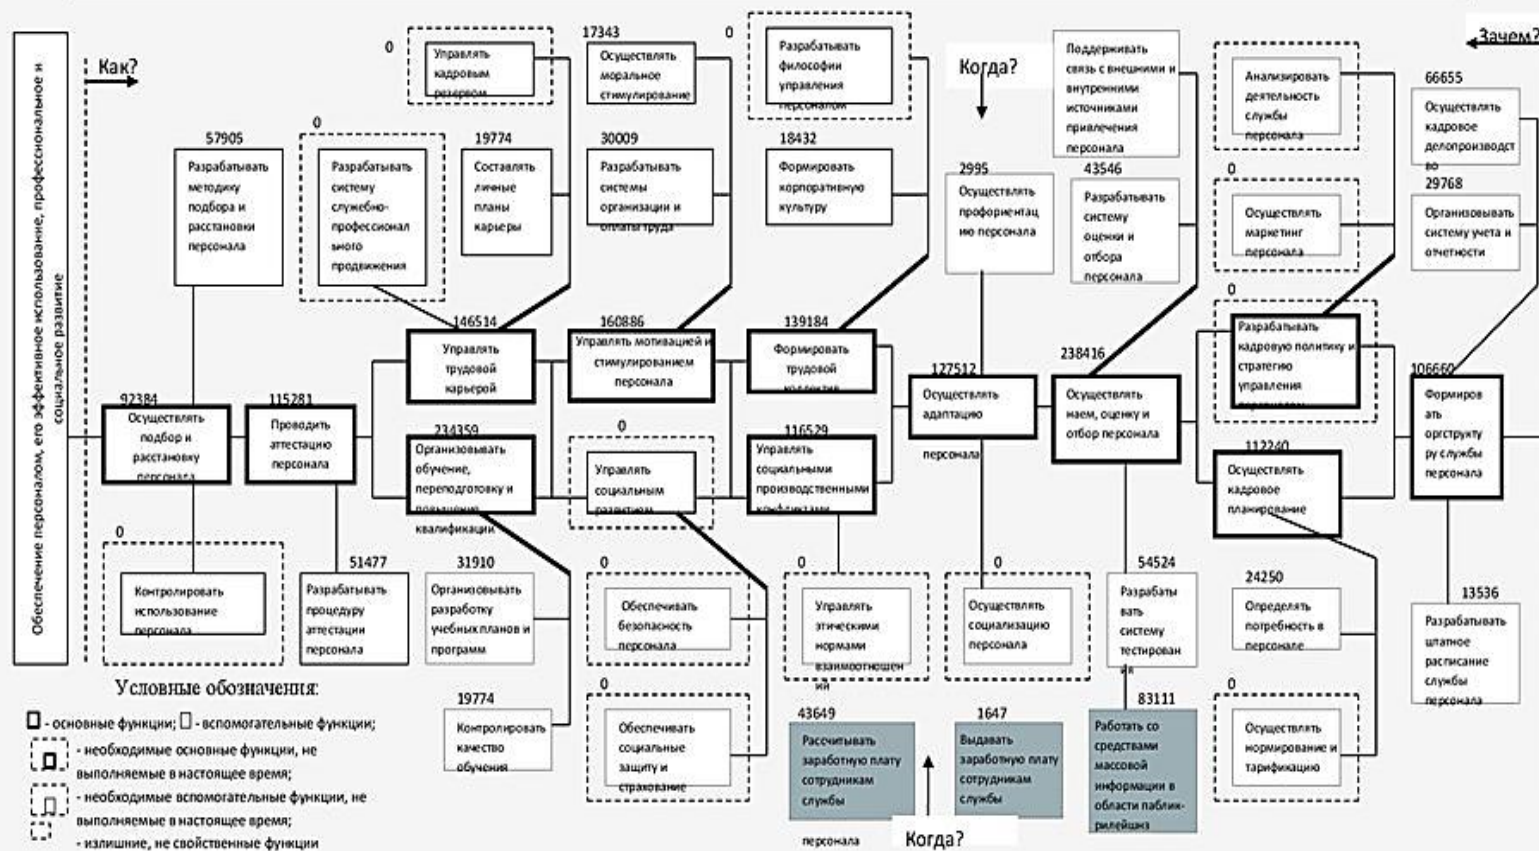 Обеспечение персоналом, его эффективное использование, профессиональное и
социальное развитие
Как?
Зачем?
Когда?
0
Управлять
кадровым
резервом
17343
Осуществлять
моральное
стимулирование
0
Разрабатывать
философии
управления
персоналом
Поддерживать
связь с внешними и
внутренними
источниками
привлечения
персонала
0
Анализировать
деятельность
службы
персонала
66655
Осуществлять
кадровое
делопроизводст
во
57905
Разрабатывать
методику
подбора и
расстановки
персонала
0
Разрабатывать
систему
служебно-
профессионал
ьного
продвижения
19774
Составлять
личные
планы
карьеры
30009
Разрабатывать
системы
организации и
оплаты труда
18432
Формировать
корпоративную
культуру
2995
Осуществлять
профориентац
ию персонала
43546
Разрабатывать
систему
оценки и
отбора
персонала
0
Осуществлять
маркетинг
персонала
29768
Организовывать
систему учета и
отчетности
92384
Осуществлять
подбор и
расстановку
персонала
115281
Проводить
аттестацию
персонала
146514
Управлять
трудовой
карьерой
160886
Управлять мотивацией и
стимулированием
персонала
139184
Формировать
трудовой
коллектив
127512
Осуществлять
адаптацию
персонала
238416
Осуществлять
наем, оценку и
отбор персонала
0
Разрабатывать
кадровую политику и
стратегию
управления
персоналом
106660
Формиров
ать
оргструкту
ру службы
персонала
234359
Организовывать
обучение,
переподготовку и
повышение
квалификации
0
Управлять
социальным
развитием
116529
Управлять
социальными
производственными
конфликтами
112240
Осуществлять
кадровое
планирование
0
Контролировать
использование
персонала
51477
Разрабатывать
процедуру
аттестации
персонала
31910
Организовывать
разработку
учебных планов и
программ
0
Обеспечивать
безопасность
персонала
0
Управлять
этическими
нормами
взаимоотношен
ий
0
Осуществлять
социализацию
персонала
54524
Разрабаты
вать
систему
тестирован
ия
24250
Определять
потребность в
персонале
13536
Разрабатывать
штатное
расписание
службы
персонала
19774
Контролировать
качество
обучения
0
Обеспечивать
социальные
защиту и
страхование
43649
Рассчитывать
заработную плату
сотрудникам
службы
персонала
1647
Выдавать
заработную плату
сотрудникам
службы
Когда?
83111
Работать со
средствами
массовой
информации в
области паблик-
рилейшнз
0
Осуществлять
нормирование и
тарификацию
Условные обозначения:
- основные функции; - вспомогательные функции;
- необходимые основные функции, не
выполняемые в настоящее время;
- необходимые вспомогательные функции, не
выполняемые в настоящее время;
- излишние, не свойственные функции